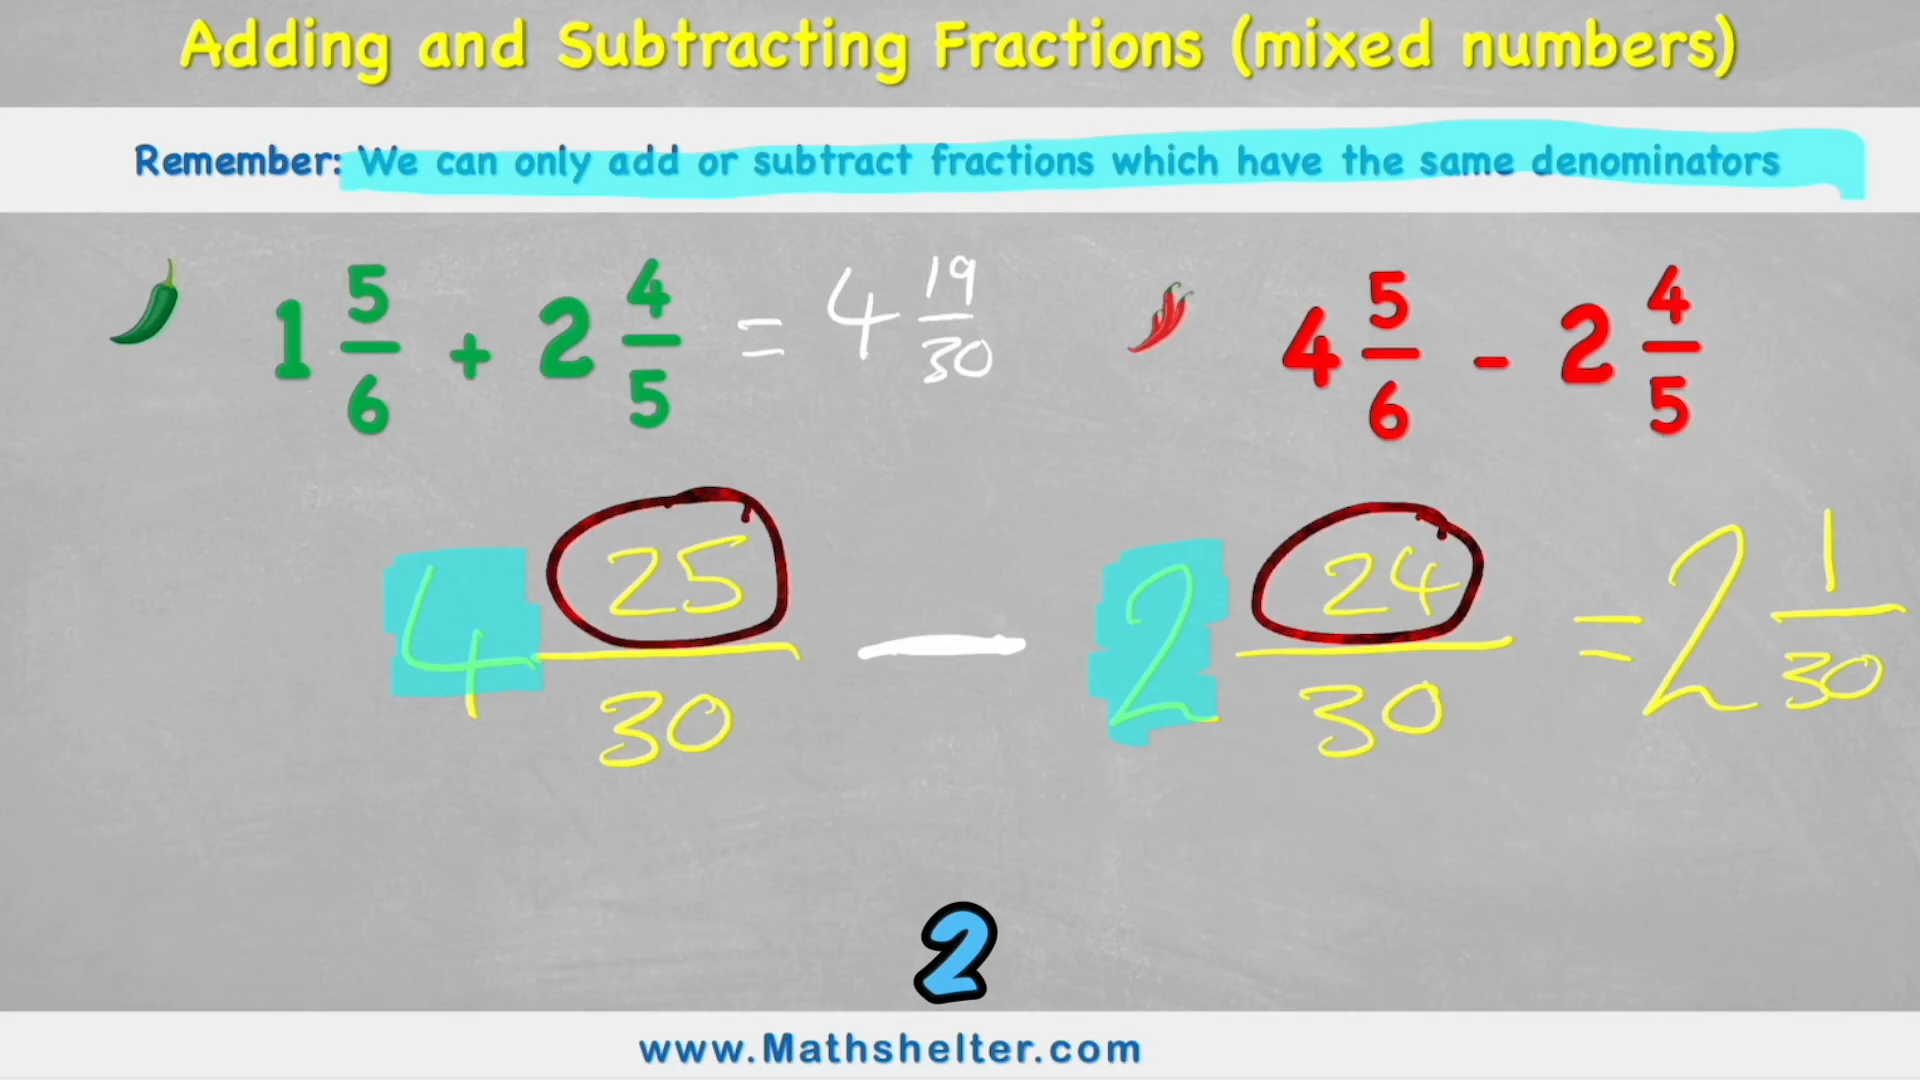 Adding and Subtracting Fractions (mixed numbers)
Remember: We can only add or subtract fractions which have the same denominators
1 5/6 + 2 4/5 = 4 19/30
4 5/6 - 2 4/5
4 25/30 — 2 24/30 = 2 1/30
2
www.Mathshelter.com